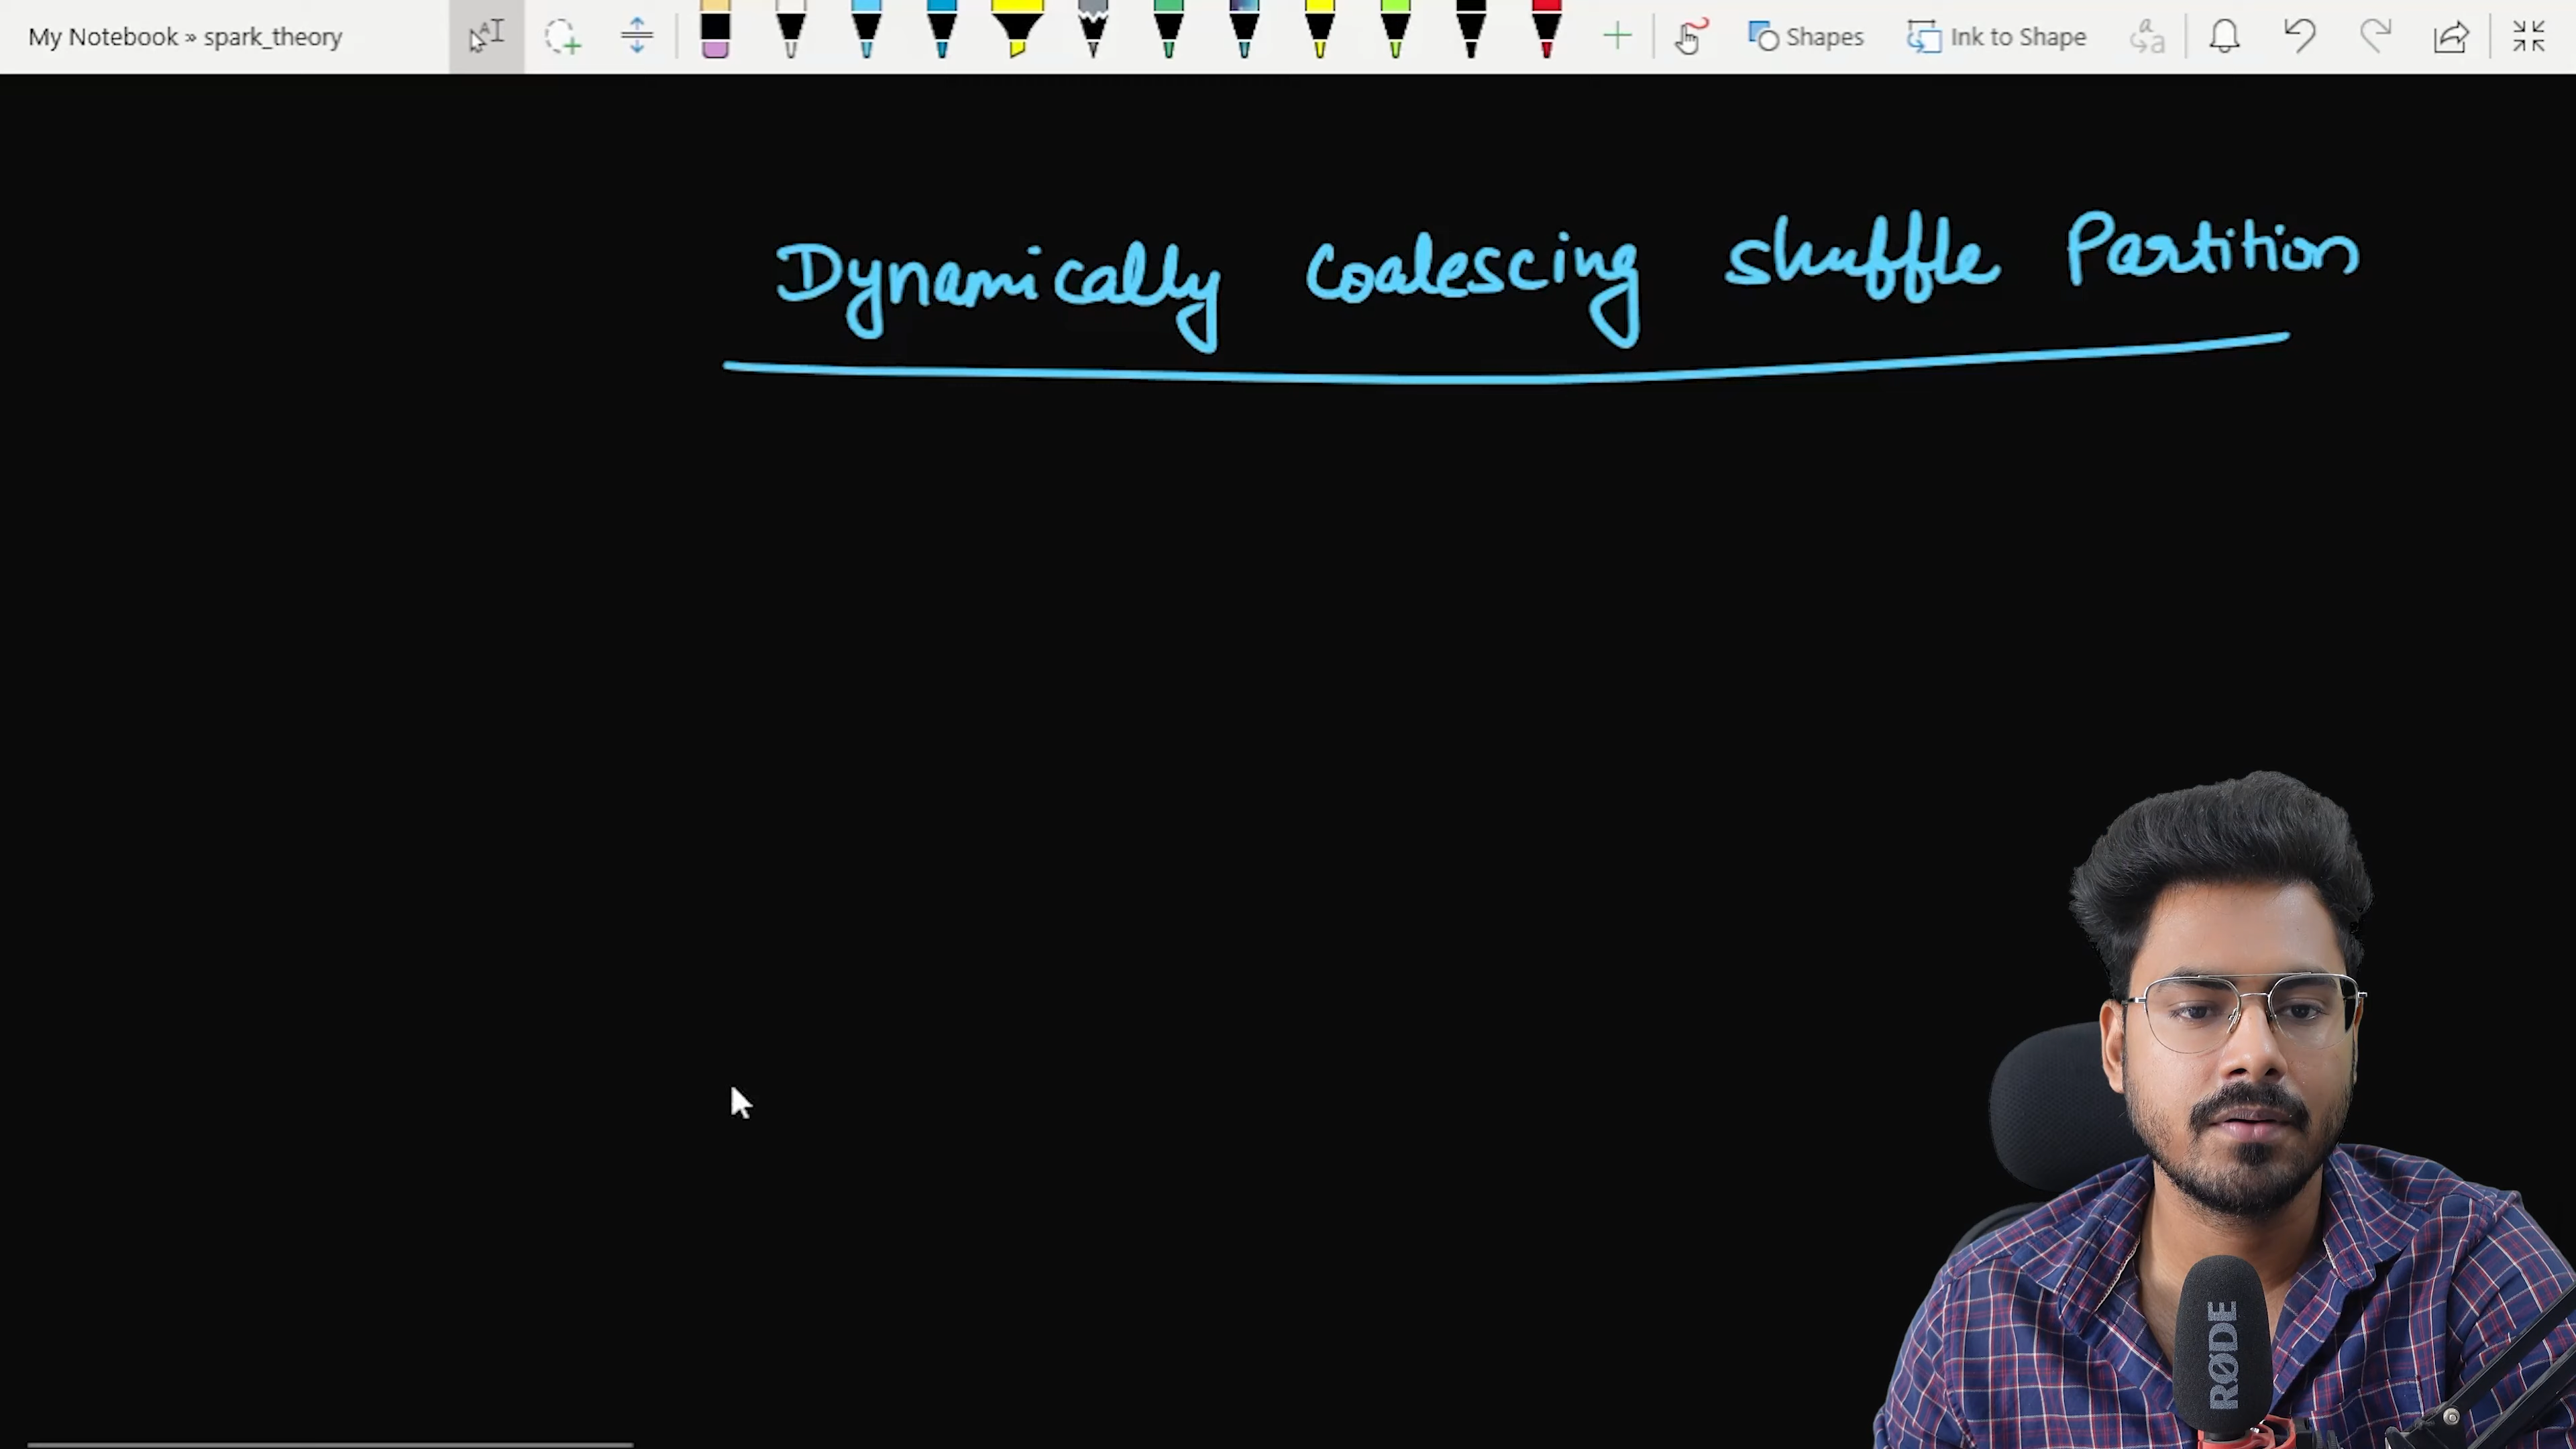 My Notebook » spark_theory
Shapes
Ink to Shape
Dynamically Coalescing shuffle Partition
RØDE